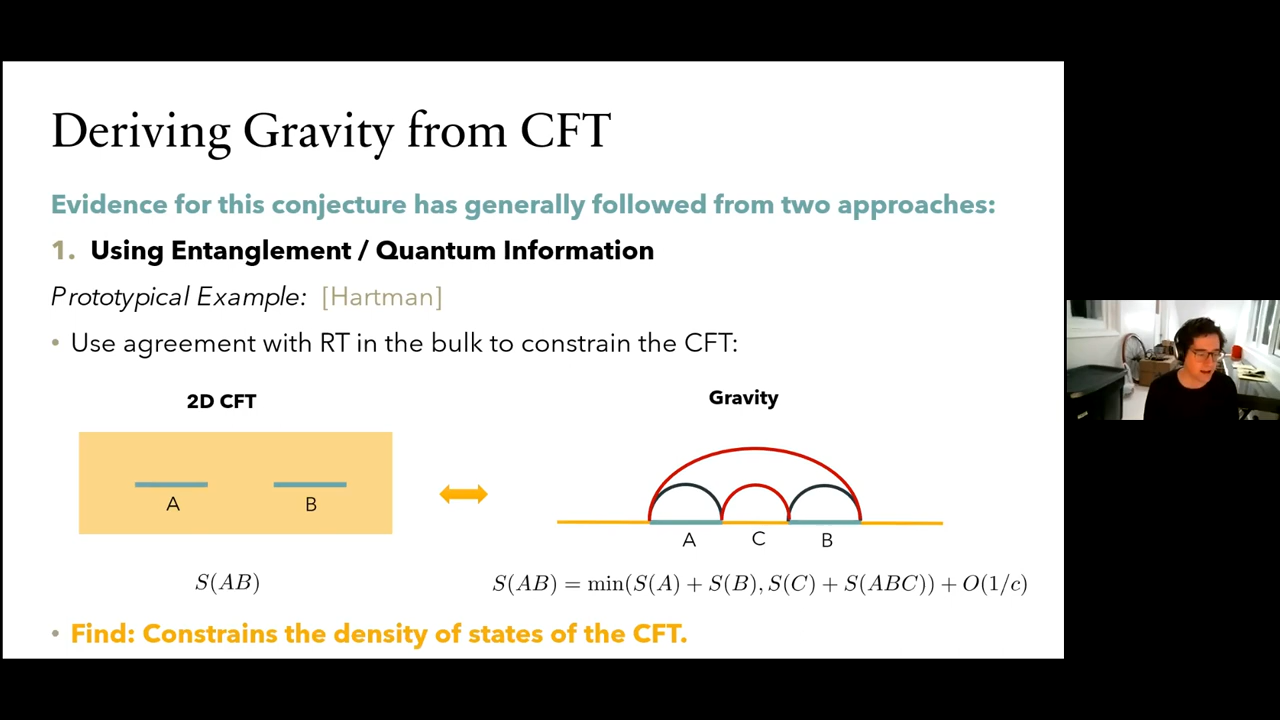 Deriving Gravity from CFT
Evidence for this conjecture has generally followed from two approaches:
1. Using Entanglement / Quantum Information
Prototypical Example: [Hartman]
• Use agreement with RT in the bulk to constrain the CFT:
2D CFT
Gravity
A B
A C B
S(AB)
S(AB) = min(S(A) + S(B), S(C) + S(ABC)) + O(1/c)
• Find: Constrains the density of states of the CFT.